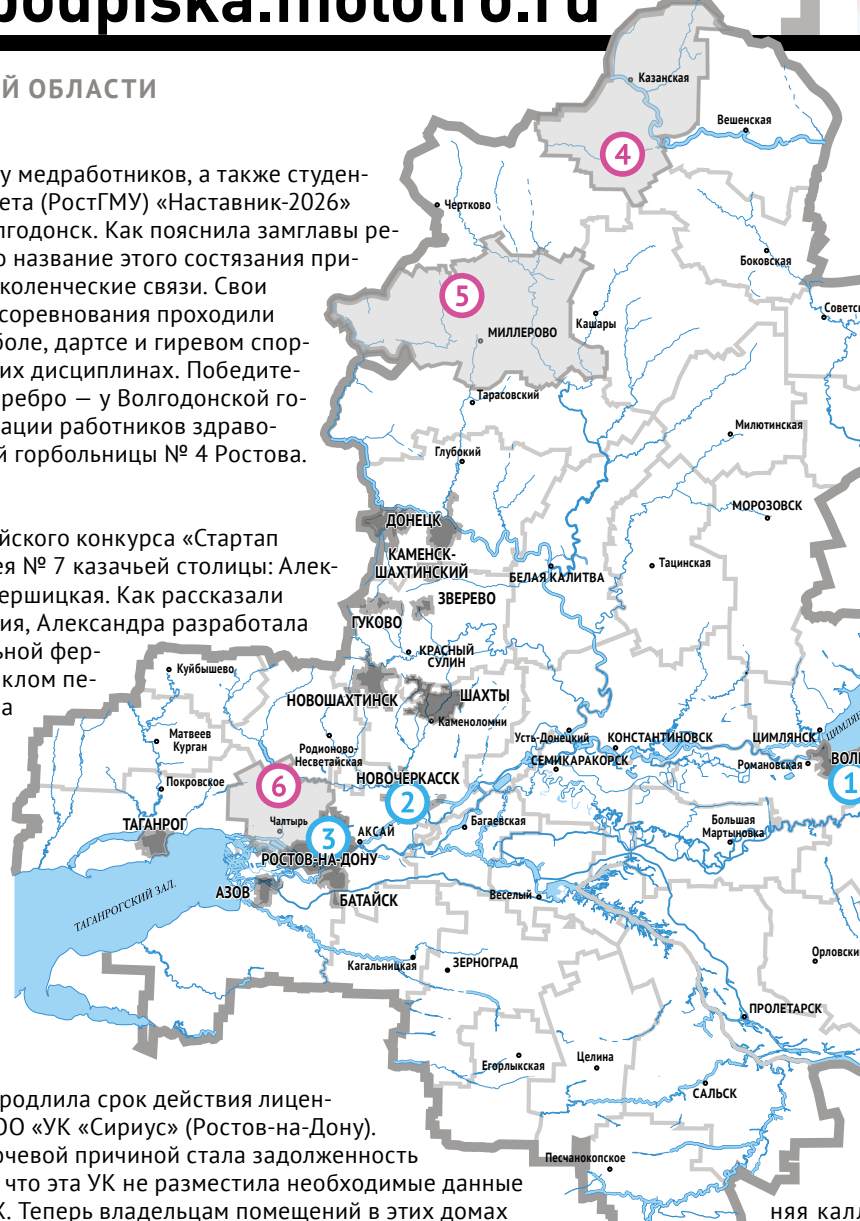 podpiska.molotro.ru
Й ОБЛАСТИ
у медработников, а также студен-
ета (РостГМУ) «Наставник-2026»
лгодонск. Как пояснила замглавы ре-
о название этого состязания при-
коленческие связи. Свои
соревнования проходили
боле, дартсе и гиревом спор-
их дисциплинах. Победите-
ребро — у Волгодонской го-
ации работников здраво-
й горбольницы № 4 Ростова.
йского конкурса «Стартап
ея № 7 казачьей столицы: Алек-
ершицкая. Как рассказали
ия, Александра разработала
ьной фер-
клом пе-
а
родлила срок действия лицен-
ОО «УК «Сириус» (Ростов-на-Дону).
очевой причиной стала задолженность
что эта УК не разместила необходимые данные
Х. Теперь владельцам помещений в этих домах
няя калл
Казанская
Вешенская
4
Чертково
Боковская
5
Советс
Кашары
МИЛЛЕРОВО
Тарасовский
Милютинская
Глубокий
МОРОЗОВСК
ДОНЕЦК
КАМЕНСК-
ШАХТИНСКИЙ
Тацинская
БЕЛАЯ КАЛИТВА
ЗВЕРЕВО
ГУКОВО
КРАСНЫЙ
СУЛИН
Куйбышево
НОВОШАХТИНСК
ШАХТЫ
Каменоломни
Матвеев
Курган
Родионово-
Несветайская
Усть-Донецкий
КОНСТАНТИНОВСК
ЦИМЛЯНСК
ЦИМЛЯН
СЕМИКАРАКОРСК
Романовская
ВОЛГ
1
Покровское
6
НОВОЧЕРКАССК
2
Чалтырь
3
АКСАЙ
Багаевская
Большая
Мартыновка
ТАГАНРОГ
РОСТОВ-НА-ДОНУ
АЗОВ
БАТАЙСК
Веселый
ТАГАНРОГСКИЙ ЗАЛ.
Кагальницкая
ЗЕРНОГРАД
Орловский
ПРОЛЕТАРСК
Егорлыкская
Целина
САЛЬСК
Песчанокопское